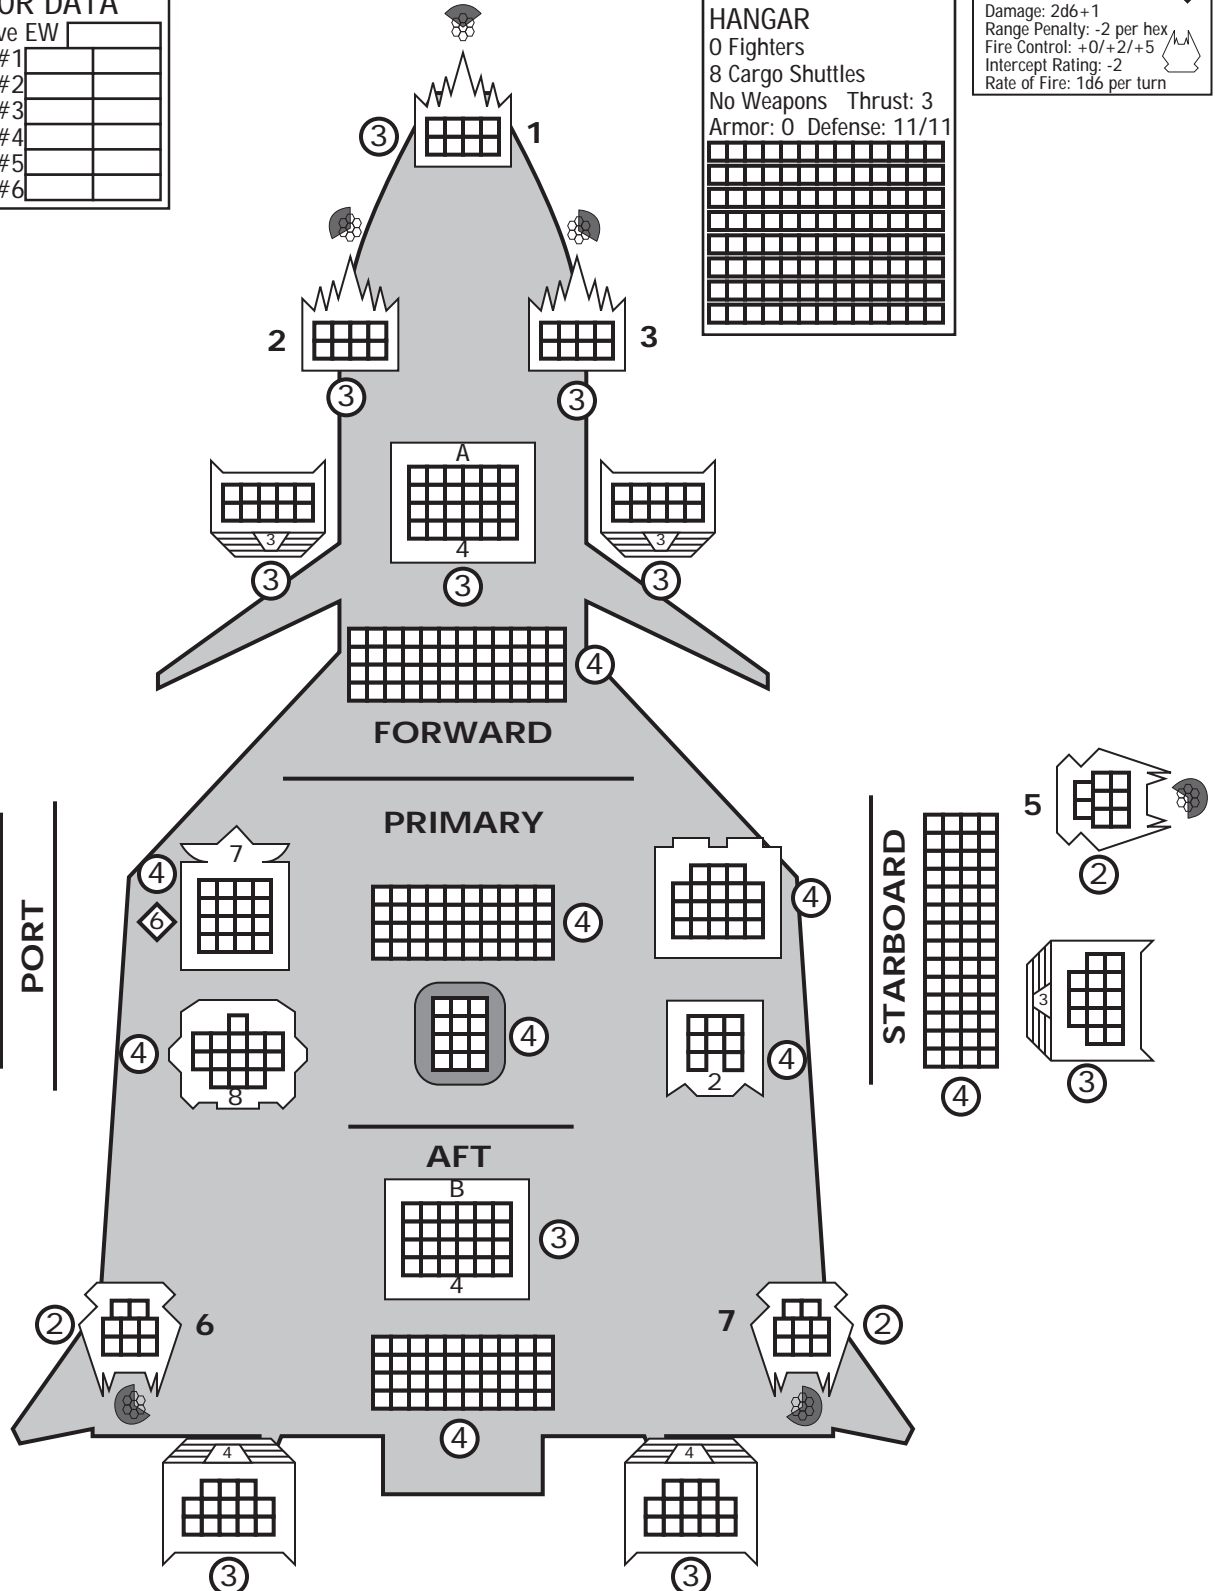 OR DATA
ve EW
#1
#2
#3
#4
#5
#6
HANGAR
0 Fighters
8 Cargo Shuttles
No Weapons Thrust: 3
Armor: 0 Defense: 11/11
Damage: 2d6+1
Range Penalty: -2 per hex
Fire Control: +0/+2/+5
Intercept Rating: -2
Rate of Fire: 1d6 per turn
3
1
2
3
3
3
A
4
3
3
3
3
3
4
FORWARD
PRIMARY
7
4
6
4
4
5
2
PORT
STARBOARD
4
8
4
2
4
3
3
4
AFT
B
4
3
2
6
7
2
4
4
4
3
3